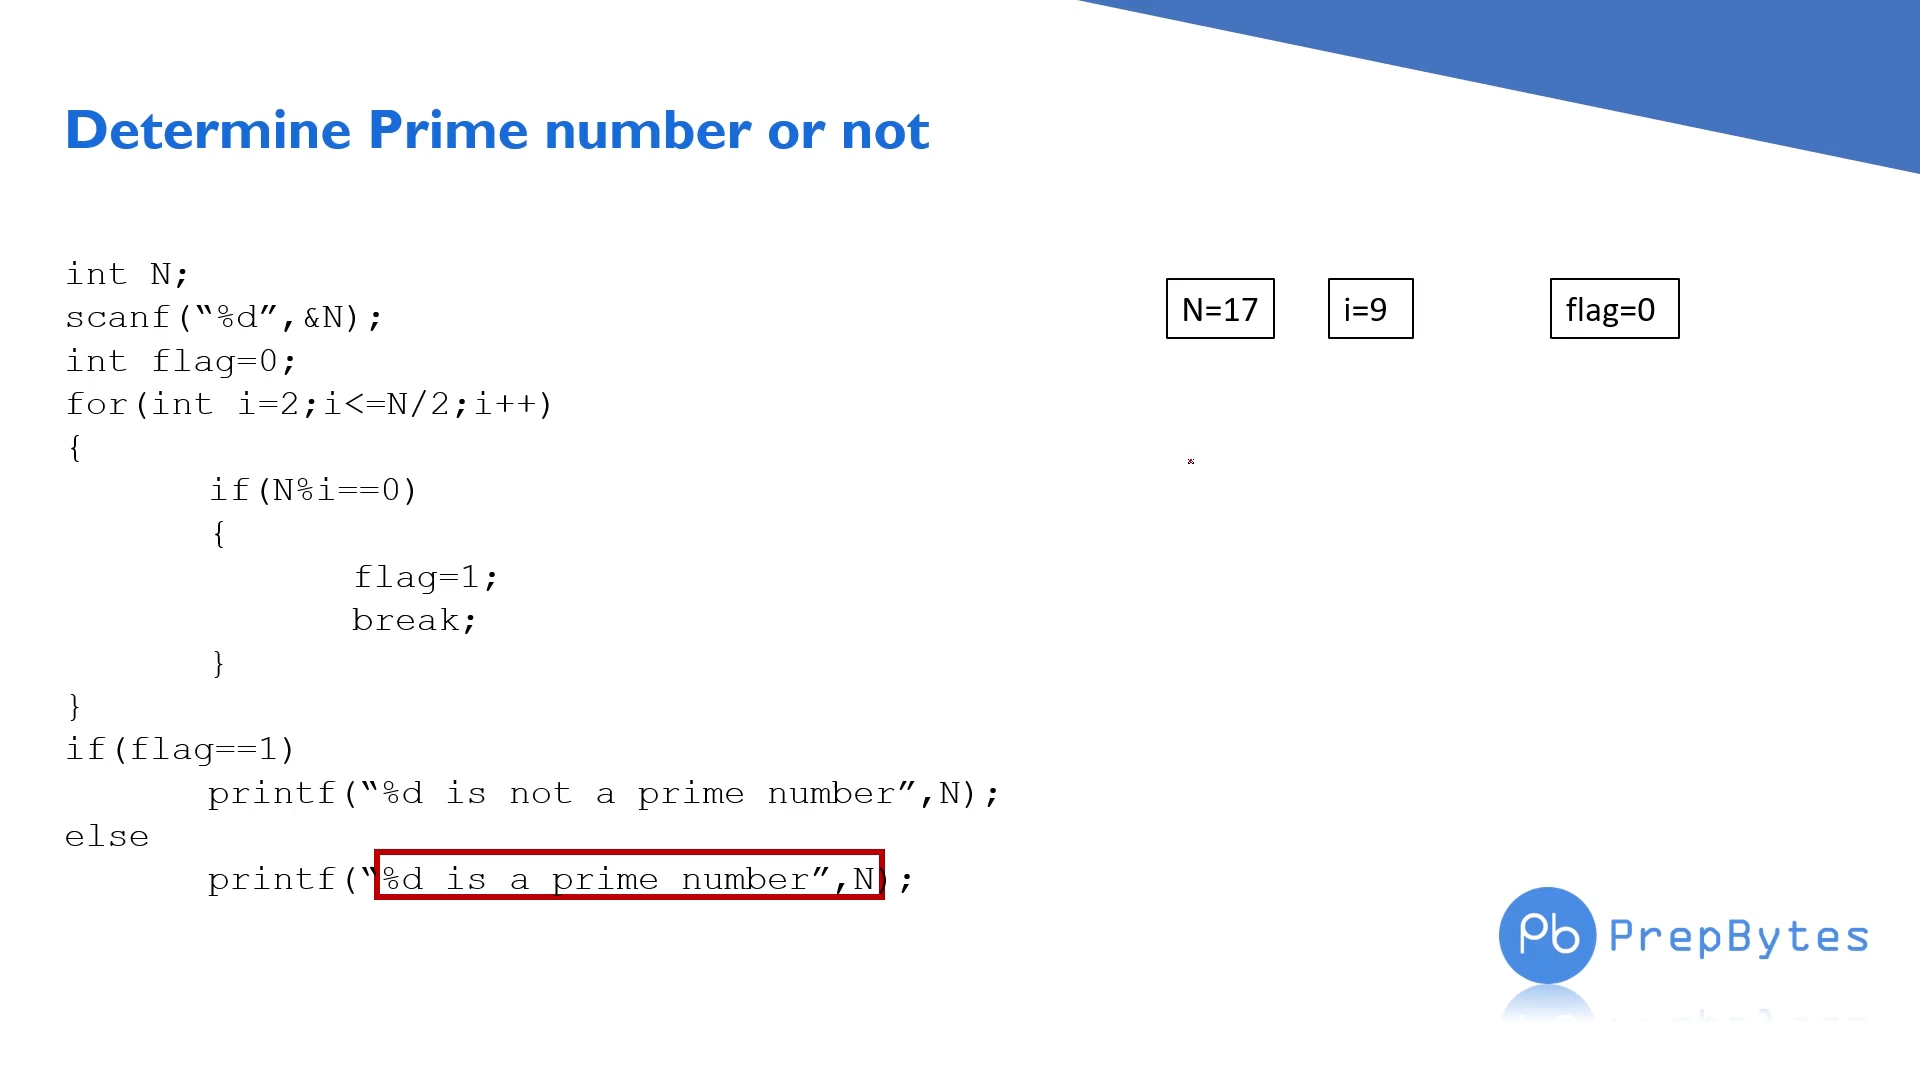 Determine Prime number or not
int N;
scanf(“%d”,&N);
int flag=0;
for(int i=2;i<=N/2;i++)
{
if(N%i==0)
{
flag=1;
break;
}
}
if(flag==1)
printf(“%d is not a prime number”,N);
else
printf(“%d is a prime number”,N);
N=17
i=9
flag=0
Pb PrepBytes